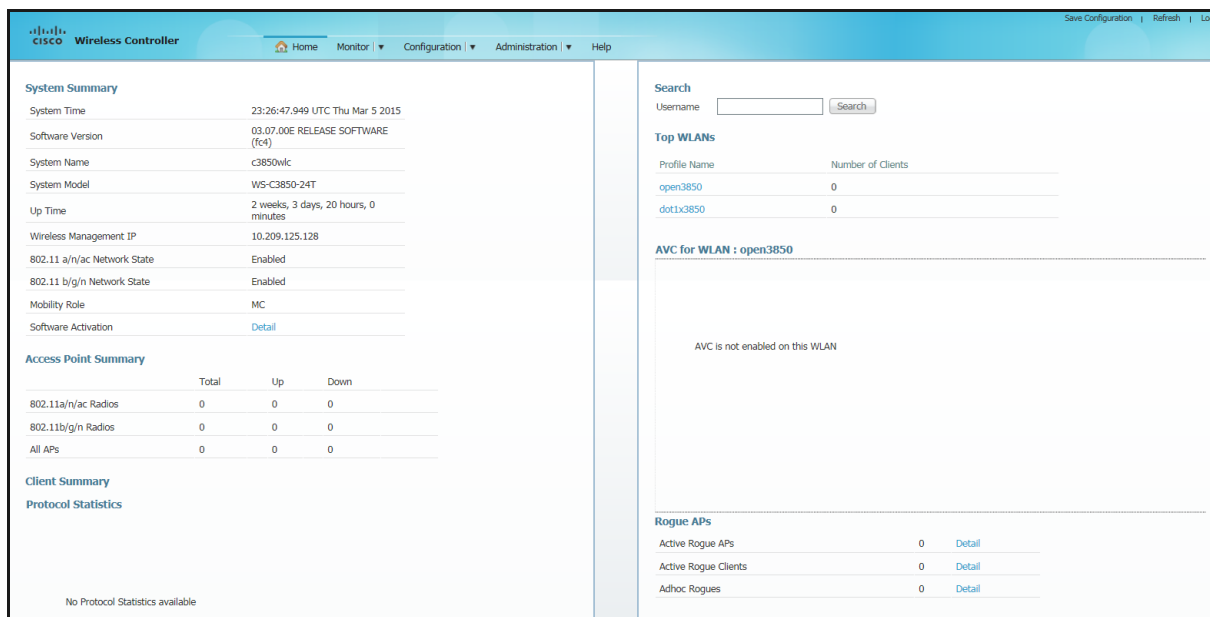 Save Configuration | Refresh |
CISCO Wireless Controller
Home Monitor Configuration Administration Help
System Summary
System Time 23:26:47.949 UTC Thu Mar 5 2015
Software Version 03.07.00E RELEASE SOFTWARE
(fc4)
System Name c3850wlc
System Model WS-C3850-24T
Up Time 2 weeks, 3 days, 20 hours, 0
minutes
Wireless Management IP 10.209.125.128
802.11 a/n/ac Network State Enabled
802.11 b/g/n Network State Enabled
Mobility Role MC
Software Activation Detail
Access Point Summary
Total Up Down
802.11a/n/ac Radios 0 0 0
802.11b/g/n Radios 0 0 0
All APs 0 0 0
Client Summary
Protocol Statistics
No Protocol Statistics available
Search
Username Search
Top WLANs
Profile Name Number of Clients
open3850 0
dot1x3850 0
AVC for WLAN : open3850
AVC is not enabled on this WLAN
Rogue APs
Active Rogue APs 0 Detail
Active Rogue Clients 0 Detail
Adhoc Rogues 0 Detail